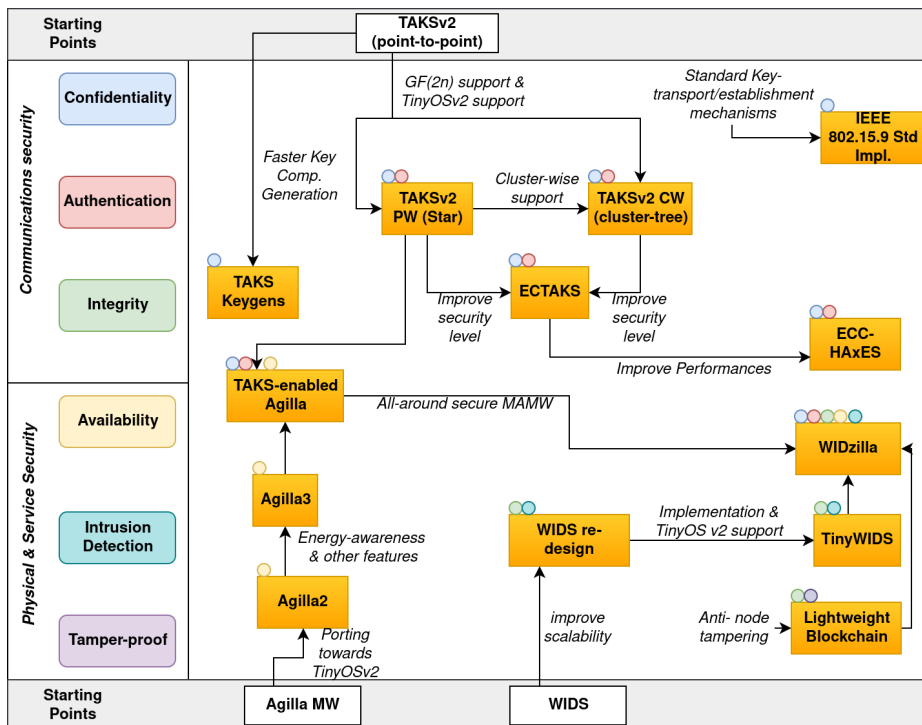 Starting
Points
TAKSv2
(point-to-point)
Communications security
Confidentiality
Authentication
Integrity
GF(2n) support &
TinyOSv2 support
Standard Key-
transport/establishment
mechanisms
IEEE
802.15.9 Std
Impl.
Faster Key
Comp.
Generation
TAKSv2
PW (Star)
Cluster-wise
support
TAKSv2 CW
(cluster-tree)
TAKS
Keygens
ECTAKS
Improve
security
level
Improve
security
level
ECC-
HAxES
Improve Performances
Physical & Service Security
Availability
Intrusion
Detection
Tamper-proof
TAKS-enabled
Agilla
All-around secure MAMW
WIDzilla
Agilla3
Energy-awareness
& other features
Agilla2
WIDS re-
design
Implementation &
TinyOS v2 support
TinyWIDS
improve
scalability
Anti- node
tampering
Lightweight
Blockchain
Porting
towards
TinyOSv2
Starting
Points
Agilla MW
WIDS